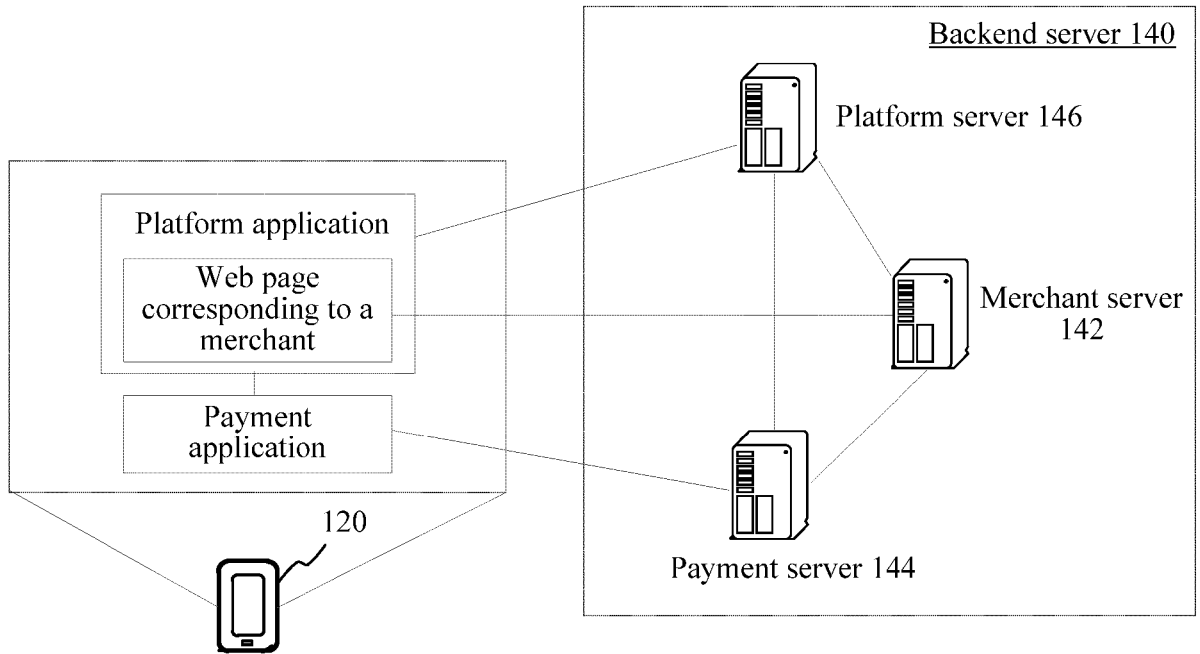 Backend server 140
Platform server 146
Platform application
Web page
corresponding to a
merchant
Merchant server
142
Payment
application
120
Payment server 144